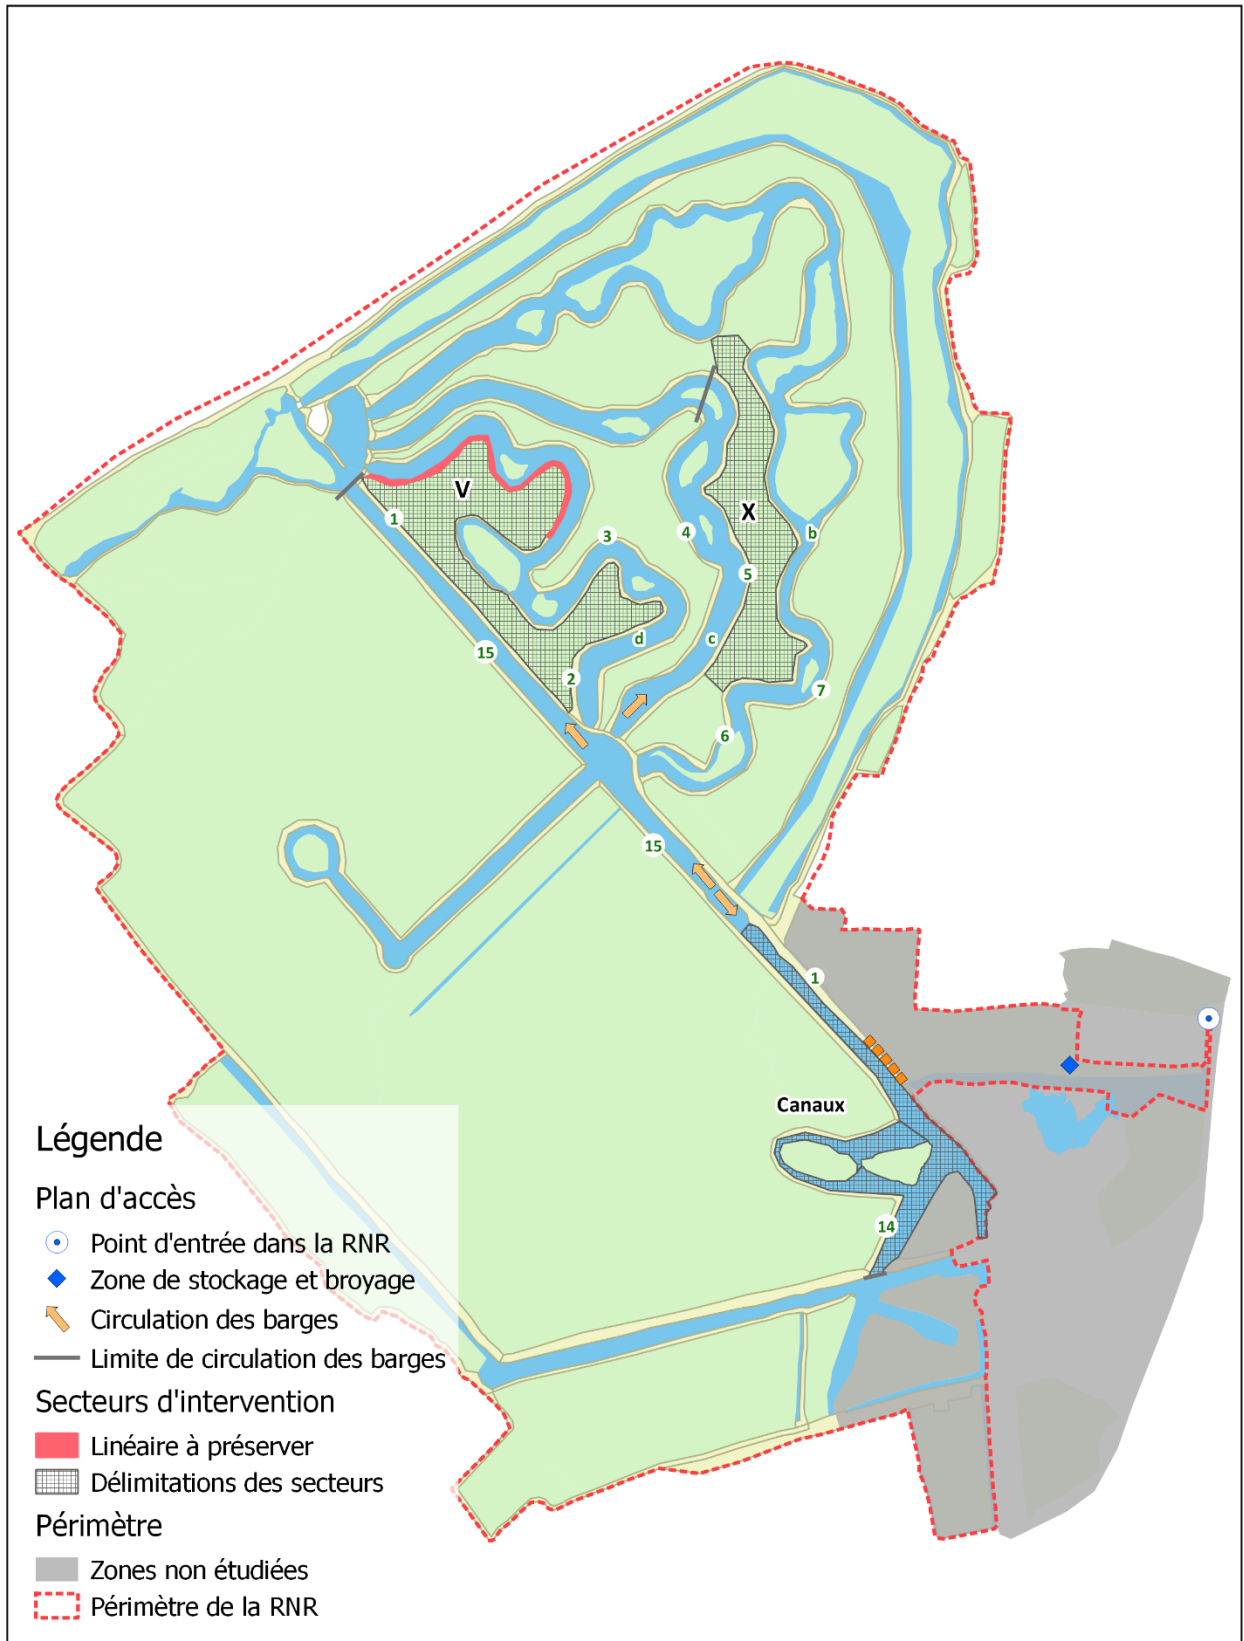 V
1
3
4
X
b
5
15
d
c
2
7
6
15
1
Canaux
14
Légende
Plan d'accès
Point d'entrée dans la RNR
Zone de stockage et broyage
Circulation des barges
Limite de circulation des barges
Secteurs d'intervention
Linéaire à préserver
Délimitations des secteurs
Périmètre
Zones non étudiées
Périmètre de la RNR